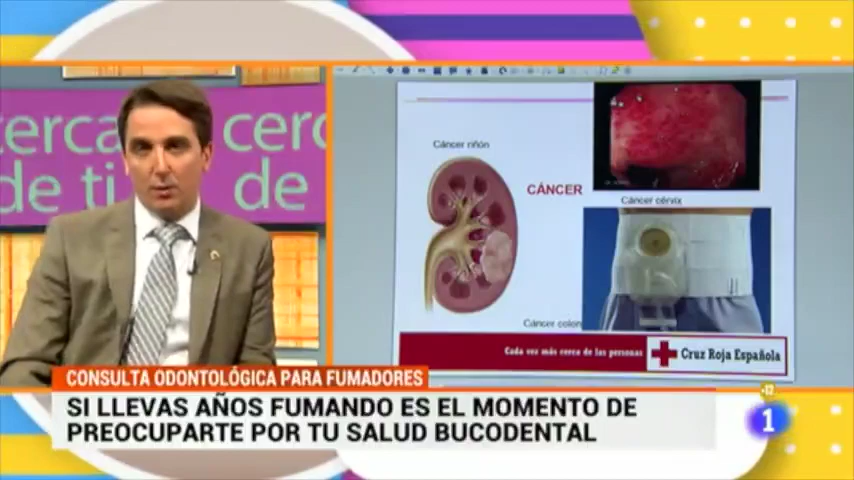 cerca
de ti
cerc
de
Cáncer riñón
CÁNCER
Cáncer cérvix
Cáncer colon
Cada vez más cerca de las personas
Cruz Roja Española
CONSULTA ODONTOLÓGICA PARA FUMADORES
SI LLEVAS AÑOS FUMANDO ES EL MOMENTO DE
PREOCUPARTE POR TU SALUD BUCODENTAL
+12
1